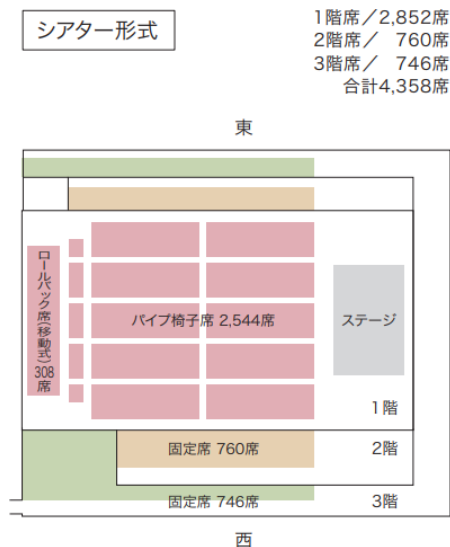 シアター形式
1階席／2,852席
2階席／ 760席
3階席／ 746席
合計4,358席
東
ロールバック席(移動式)308席
パイプ椅子席 2,544席
ステージ
1階
固定席 760席
2階
固定席 746席
3階
西